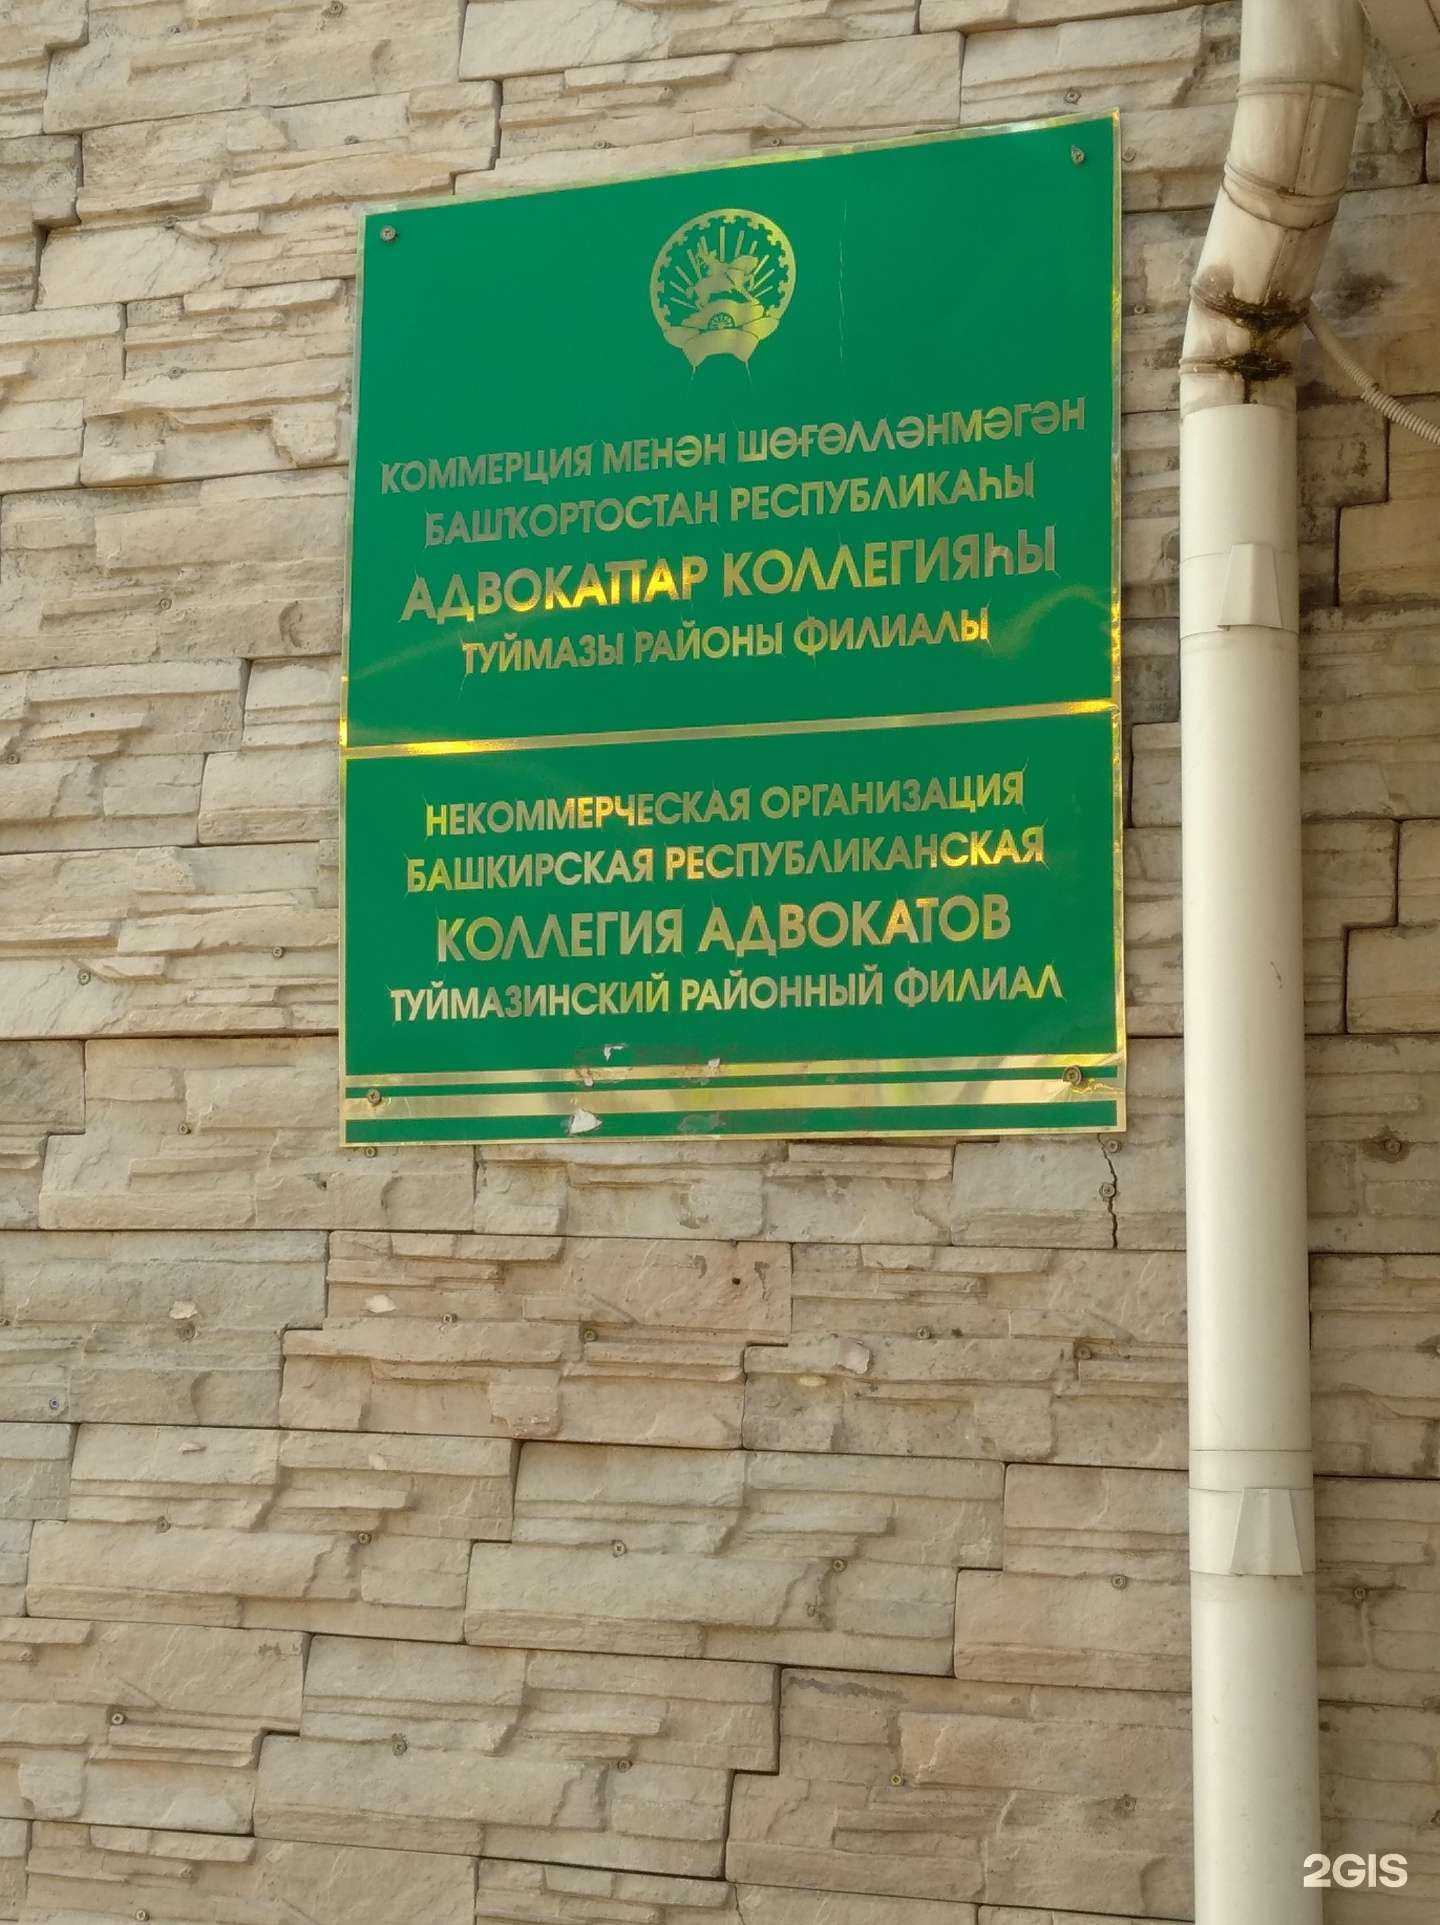 КОММЕРЦИЯ МЕНӘН ШӨҒӨЛЛӘНМӘГӘН
БАШҠОРТОСТАН РЕСПУБЛИКАҺЫ
АДВОКАТТАР КОЛЛЕГИЯҺЫ
ТУЙМАЗЫ РАЙОНЫ ФИЛИАЛЫ
НЕКОММЕРЧЕСКАЯ ОРГАНИЗАЦИЯ
БАШКИРСКАЯ РЕСПУБЛИКАНСКАЯ
КОЛЛЕГИЯ АДВОКАТОВ
ТУЙМАЗИНСКИЙ РАЙОННЫЙ ФИЛИАЛ
2GIS